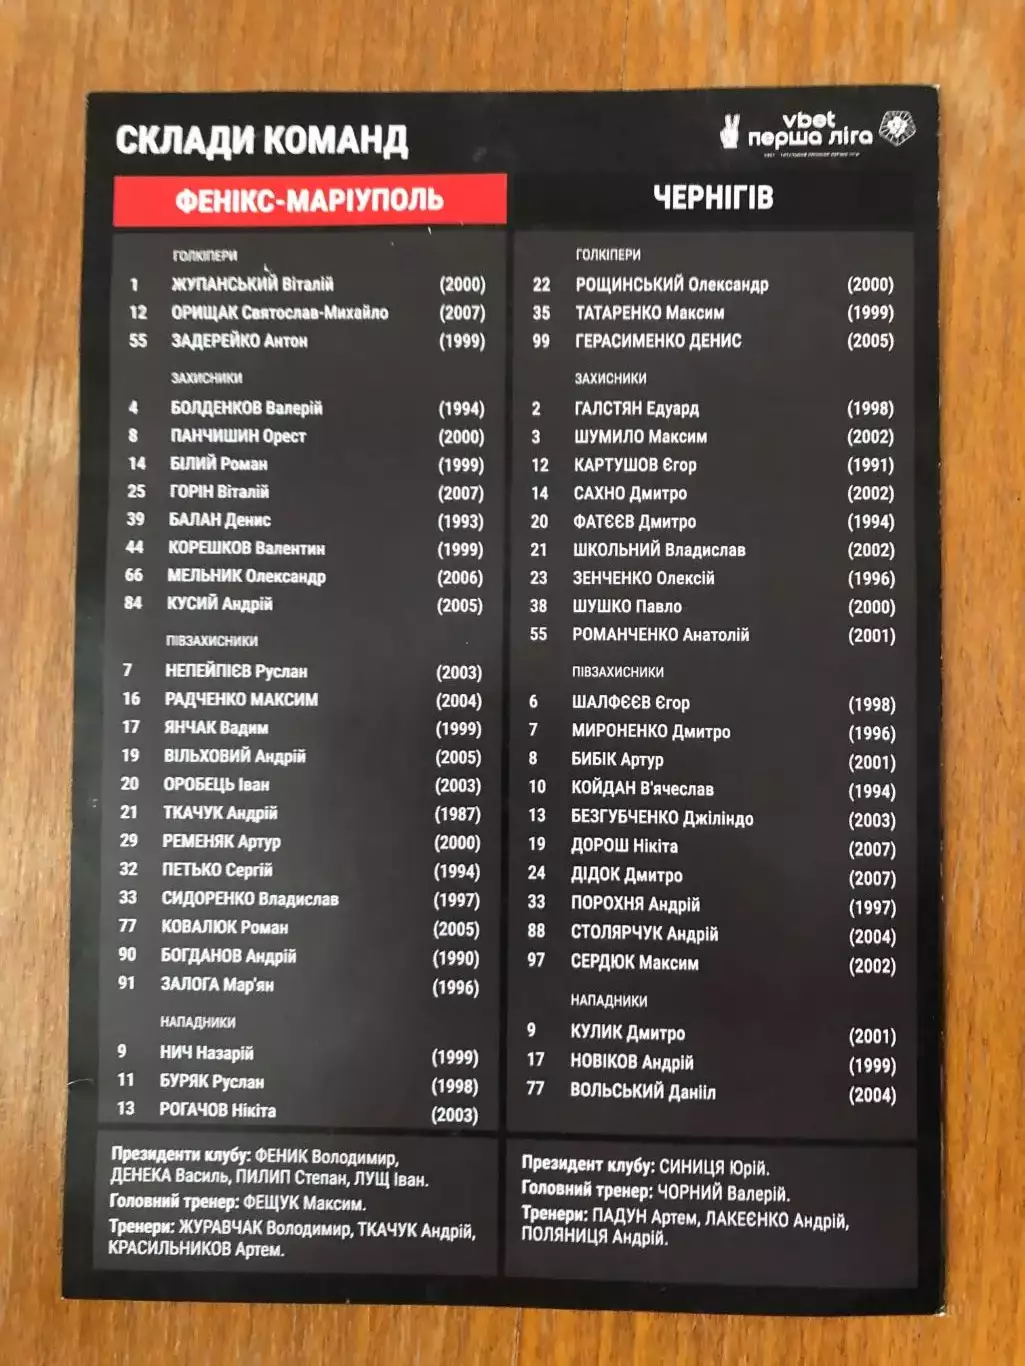 СКЛАДИ КОМАНД
vbet
перша ліга
ФЕНІКС-МАРІУПОЛЬ
ГОЛКІПЕРИ
1 ЖУПАНСЬКИЙ Віталій (2000)
12 ОРИЩАК Святослав-Михайло (2007)
55 ЗАДЕРЕЙКО Антон (1999)
ЗАХИСНИКИ
4 БОЛДЕНКОВ Валерій (1994)
8 ПАНЧИШИН Орест (2000)
14 БІЛИЙ Роман (1999)
25 ГОРІН Віталій (2007)
39 БАЛАН Денис (1993)
44 КОРЕШКОВ Валентин (1999)
66 МЕЛЬНИК Олександр (2006)
84 КУСИЙ Андрій (2005)
ПІВЗАХИСНИКИ
7 НЕПЕЙПІЄВ Руслан (2003)
16 РАДЧЕНКО МАКСИМ (2004)
17 ЯНЧАК Вадим (1999)
19 ВІЛЬХОВИЙ Андрій (2005)
20 ОРОБЕЦЬ Іван (2003)
21 ТКАЧУК Андрій (1987)
29 РЕМЕНЯК Артур (2000)
32 ПЕТЬКО Сергій (1994)
33 СИДОРЕНКО Владислав (1997)
77 КОВАЛЮК Роман (2005)
90 БОГДАНОВ Андрій (1990)
91 ЗАЛОГА Мар'ян (1996)
НАПАДНИКИ
9 НИЧ Назарій (1999)
11 БУРЯК Руслан (1998)
13 РОГАЧОВ Нікіта (2003)
Президенти клубу: ФЕНИК Володимир,
ДЕНЕКА Василь, ПИЛИП Степан, ЛУЩ Іван.
Головний тренер: ФЕЩУК Максим.
Тренери: ЖУРАВЧАК Володимир, ТКАЧУК Андрій,
КРАСИЛЬНИКОВ Артем.
ЧЕРНІГІВ
ГОЛКІПЕРИ
22 РОЩИНСЬКИЙ Олександр (2000)
35 ТАТАРЕНКО Максим (1999)
99 ГЕРАСИМЕНКО ДЕНИС (2005)
ЗАХИСНИКИ
2 ГАЛСТЯН Едуард (1998)
3 ШУМИЛО Максим (2002)
12 КАРТУШОВ Єгор (1991)
14 САХНО Дмитро (2002)
20 ФАТЄЄВ Дмитро (1994)
21 ШКОЛЬНИЙ Владислав (2002)
23 ЗЕНЧЕНКО Олексій (1996)
38 ШУШКО Павло (2000)
55 РОМАНЧЕНКО Анатолій (2001)
ПІВЗАХИСНИКИ
6 ШАЛФЄЄВ Єгор (1998)
7 МИРОНЕНКО Дмитро (1996)
8 БИБІК Артур (2001)
10 КОЙДАН В'ячеслав (1994)
13 БЕЗГУБЧЕНКО Джіліндо (2003)
19 ДОРОШ Нікіта (2007)
24 ДІДОК Дмитро (2007)
33 ПОРОХНЯ Андрій (1997)
88 СТОЛЯРЧУК Андрій (2004)
97 СЕРДЮК Максим (2002)
НАПАДНИКИ
9 КУЛИК Дмитро (2001)
17 НОВІКОВ Андрій (1999)
77 ВОЛЬСЬКИЙ Данііл (2004)
Президент клубу: СИНИЦЯ Юрій.
Головний тренер: ЧОРНИЙ Валерій.
Тренери: ПАДУН Артем, ЛАКЕЄНКО Андрій,
ПОЛЯНИЦЯ Андрій.